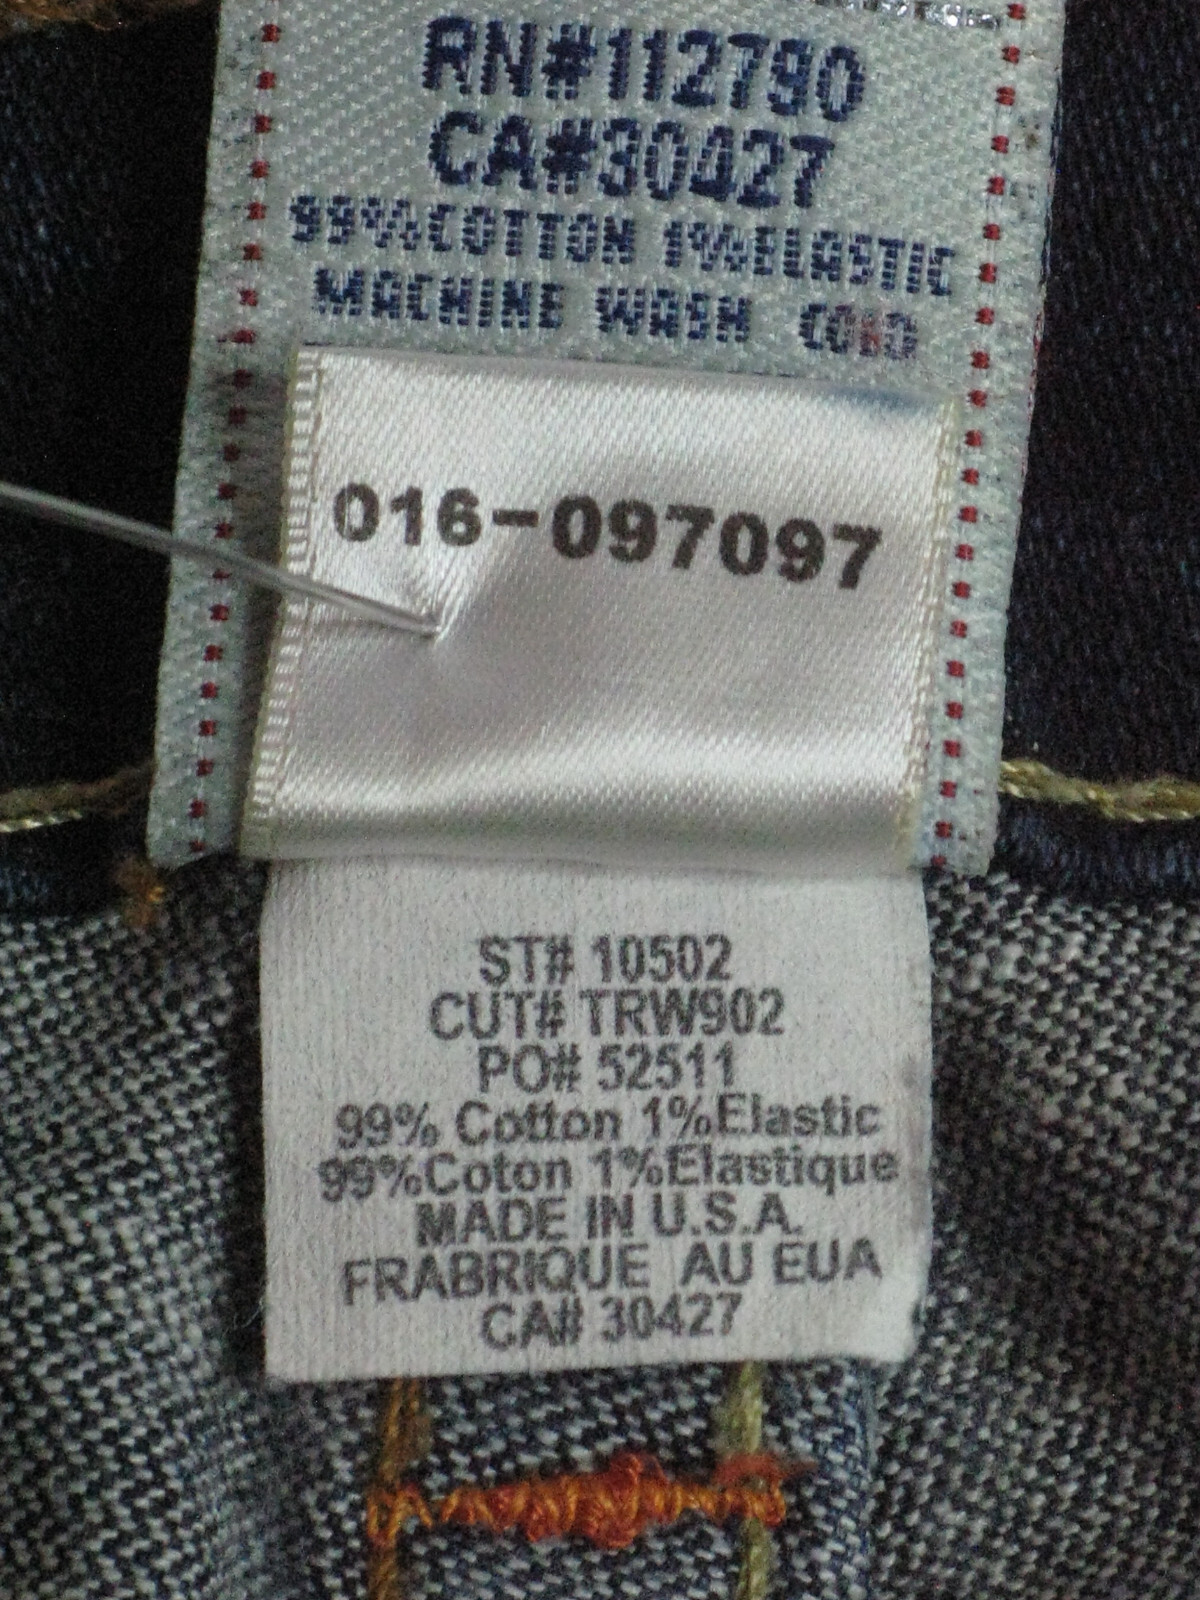 RN#112790
CA#30427
99%COTTON 1%ELASTIC
MACHINE WASH COLD
016-097097
ST# 10502
CUT# TRW902
PO# 52511
99% Cotton 1%Elastic
99%Coton 1%Elastique
MADE IN U.S.A.
FRABRIQUE AU EUA
CA# 30427